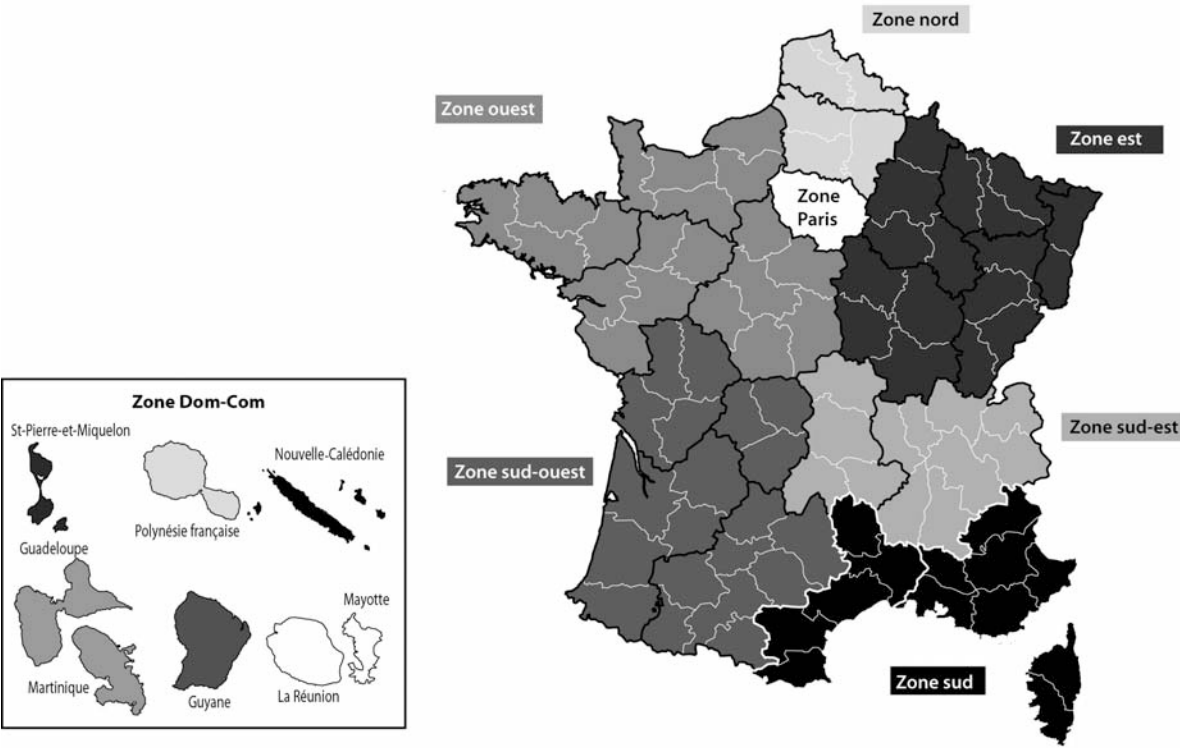 Zone nord
Zone ouest
Zone est
Zone
Paris
Zone Dom-Com
St-Pierre-et-Miquelon
Nouvelle-Calédonie
Polynésie française
Guadeloupe
Mayotte
Martinique
Guyane
La Réunion
Zone sud-est
Zone sud-ouest
Zone sud